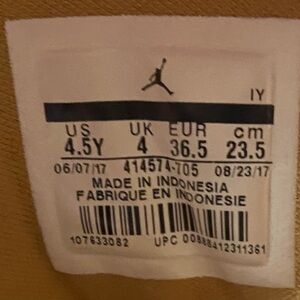 IY
US UK EUR cm
4.5Y 4 36.5 23.5
06/07/17 414574-705 08/23/17
MADE IN INDONESIA
FABRIQUE EN INDONESIE
107633082 UPC 00888412311361